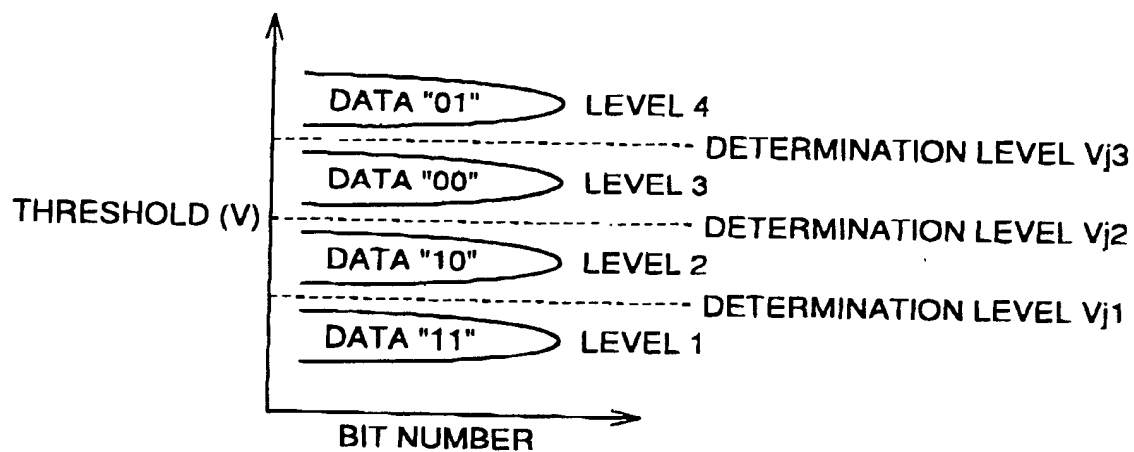 DATA "01" LEVEL 4
DETERMINATION LEVEL Vj3
DATA "00" LEVEL 3
THRESHOLD (V)
DETERMINATION LEVEL Vj2
DATA "10" LEVEL 2
DETERMINATION LEVEL Vj1
DATA "11" LEVEL 1
BIT NUMBER